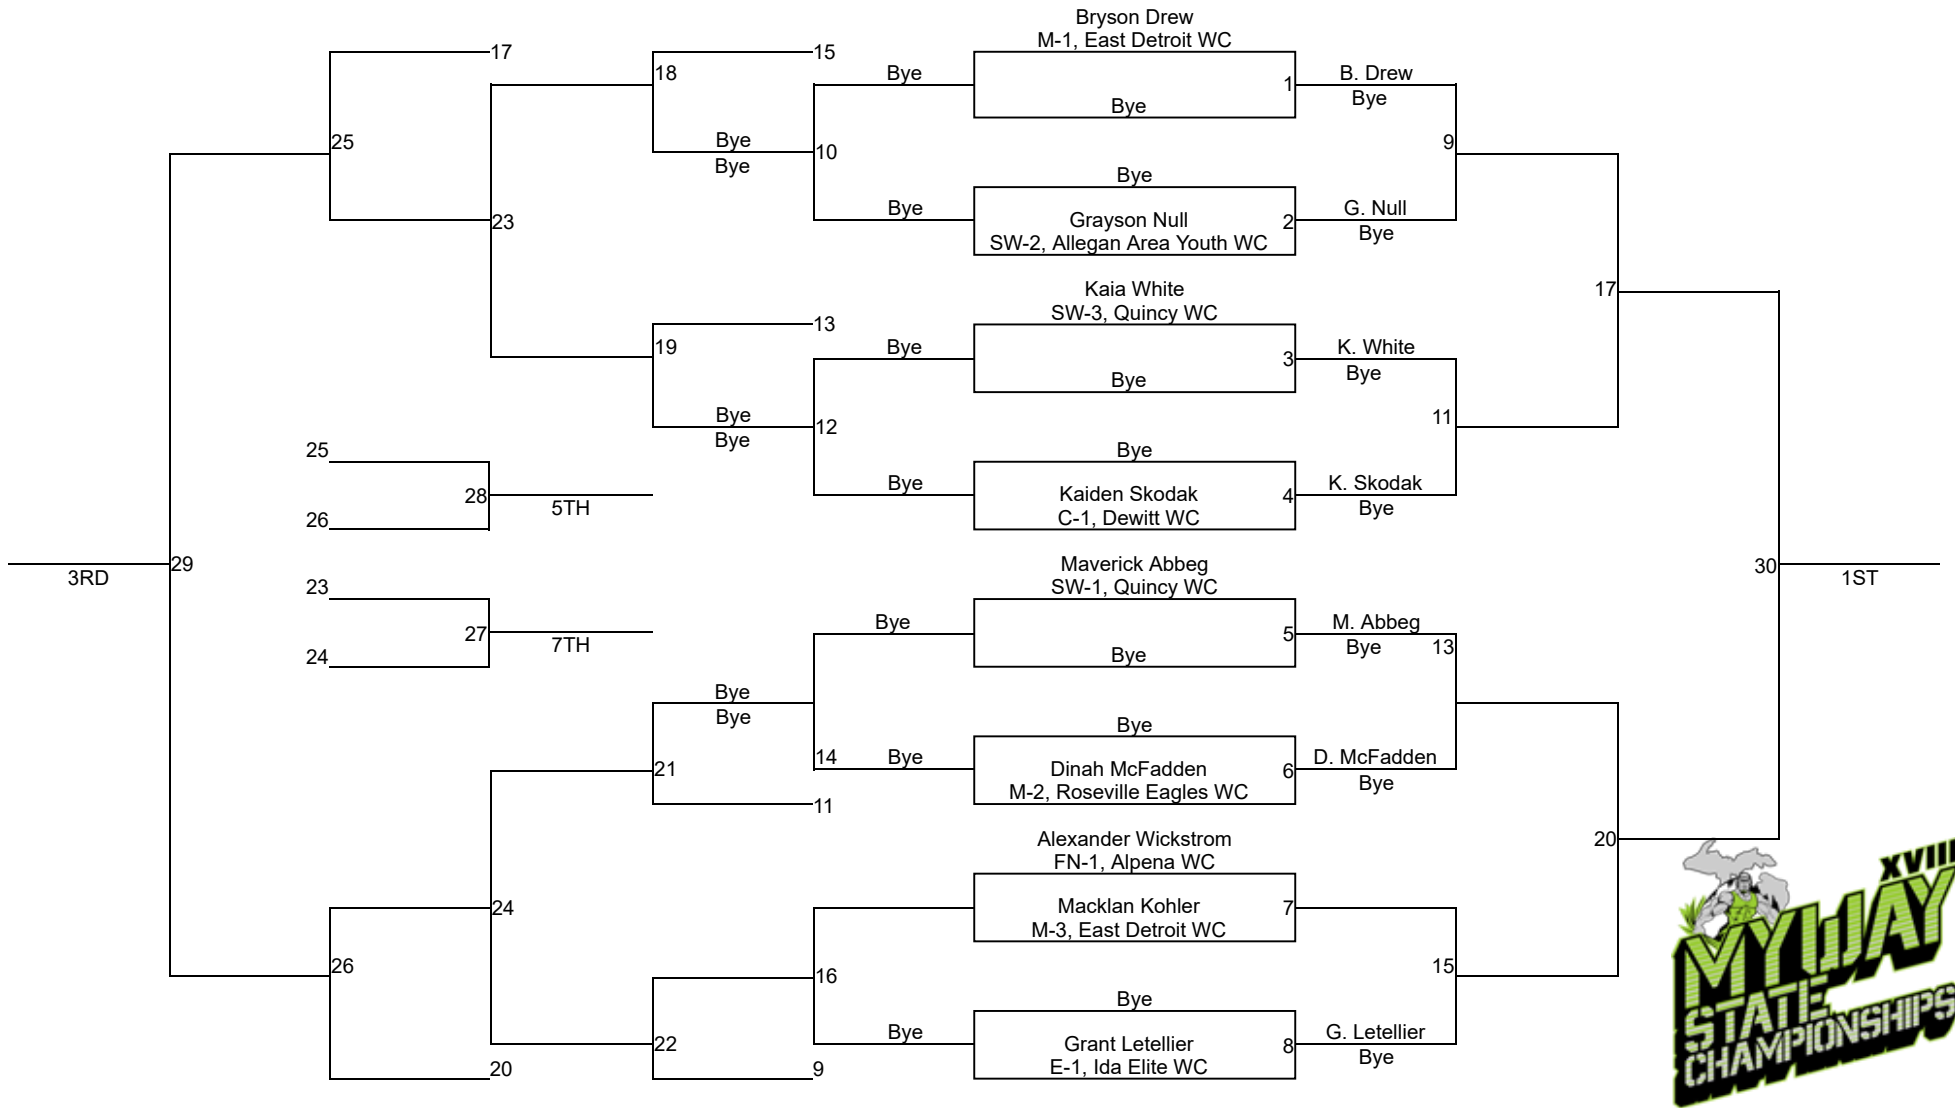 Bryson Drew
M-1, East Detroit WC
17
15
18
Bye
1
B. Drew
Bye
Bye
25
Bye
10
9
Bye
Bye
Bye
G. Null
23
Grayson Null
2
Bye
SW-2, Allegan Area Youth WC
Kaia White
17
SW-3, Quincy WC
13
19
Bye
3
K. White
Bye
Bye
Bye
12
11
Bye
25
Bye
28
Bye
Kaiden Skodak
4
K. Skodak
5TH
C-1, Dewitt WC
Bye
26
29
Maverick Abbeg
30
3RD
1ST
23
SW-1, Quincy WC
Bye
M. Abbeg
27
5
Bye
13
7TH
Bye
24
Bye
Bye
Bye
14
Bye
D. McFadden
21
Dinah McFadden
6
Bye
M-2, Roseville Eagles WC
11
Alexander Wickstrom
20
FN-1, Alpena WC
24
Macklan Kohler
7
M-3, East Detroit WC
26
16
15
Bye
Bye
G. Letellier
22
Grant Letellier
8
Bye
E-1, Ida Elite WC
20
9
XVIII
MYWAY
STATE
CHAMPIONSHIPS